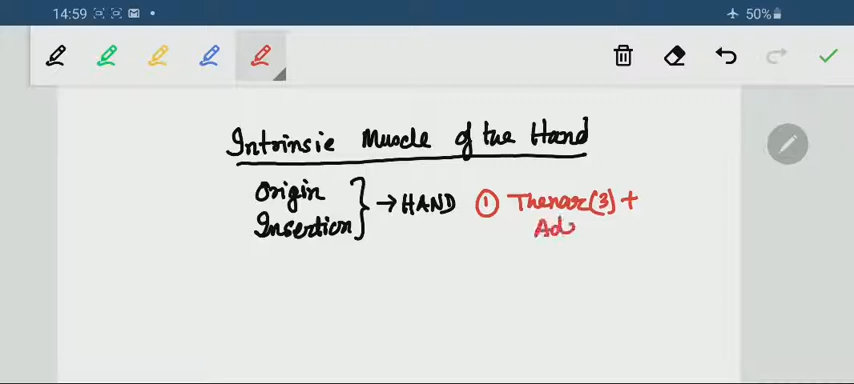 14:59
50%
Intrinsic Muscle of the Hand
Origin
Insertion
→ HAND
① Thenar (3) +
Ad